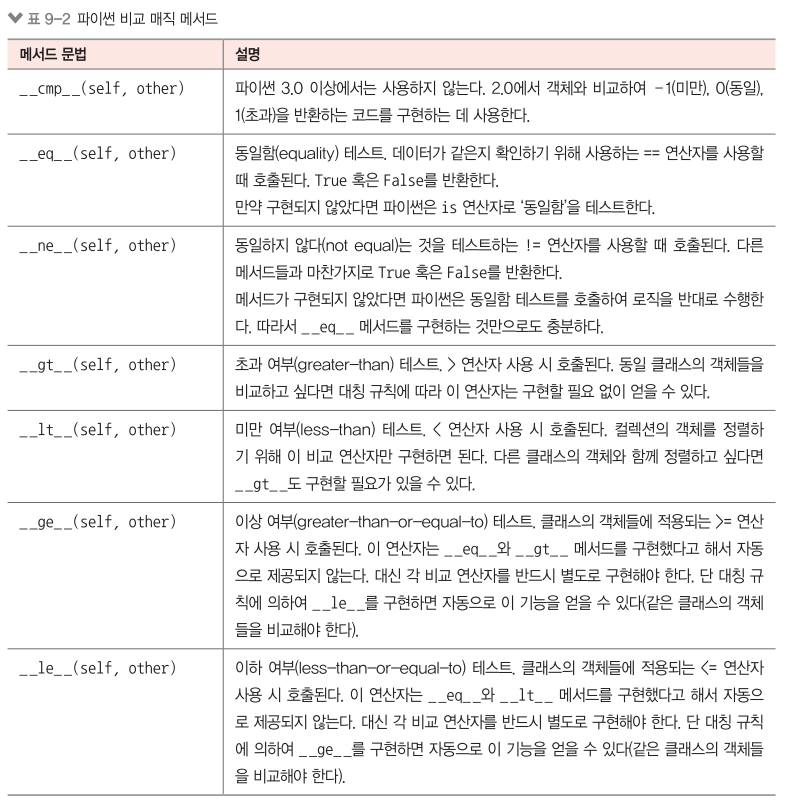 표 9-2 파이썬 비교 매직 메서드
메서드 문법
설명
__cmp__(self, other)
파이썬 3.0 이상에서는 사용하지 않는다. 2.0에서 객체와 비교하여 -1(미만), 0(동일),
1(초과)을 반환하는 코드를 구현하는 데 사용한다.
__eq__(self, other)
동일함(equality) 테스트. 데이터가 같은지 확인하기 위해 사용하는 == 연산자를 사용할
때 호출된다. True 혹은 False를 반환한다.
만약 구현되지 않았다면 파이썬은 is 연산자로 '동일함'을 테스트한다.
__ne__(self, other)
동일하지 않다(not equal)는 것을 테스트하는 != 연산자를 사용할 때 호출된다. 다른
메서드들과 마찬가지로 True 혹은 False를 반환한다.
메서드가 구현되지 않았다면 파이썬은 동일함 테스트를 호출하여 로직을 반대로 수행한
다. 따라서 __eq__ 메서드를 구현하는 것만으로도 충분하다.
__gt__(self, other)
초과 여부(greater-than) 테스트. > 연산자 사용 시 호출된다. 동일 클래스의 객체들을
비교하고 싶다면 대칭 규칙에 따라 이 연산자는 구현할 필요 없이 얻을 수 있다.
__lt__(self, other)
미만 여부(less-than) 테스트. < 연산자 사용 시 호출된다. 컬렉션의 객체를 정렬하
기 위해 이 비교 연산자만 구현하면 된다. 다른 클래스의 객체와 함께 정렬하고 싶다면
__gt__도 구현할 필요가 있을 수 있다.
__ge__(self, other)
이상 여부(greater-than-or-equal-to) 테스트. 클래스의 객체들에 적용되는 >= 연산
자 사용 시 호출된다. 이 연산자는 __eq__와 __gt__ 메서드를 구현했다고 해서 자동
으로 제공되지 않는다. 대신 각 비교 연산자를 반드시 별도로 구현해야 한다. 단 대칭 규
칙에 의하여 __le__를 구현하면 자동으로 이 기능을 얻을 수 있다(같은 클래스의 객체
들을 비교해야 한다).
__le__(self, other)
이하 여부(less-than-or-equal-to) 테스트. 클래스의 객체들에 적용되는 <= 연산자
사용 시 호출된다. 이 연산자는 __eq__와 __lt__ 메서드를 구현했다고 해서 자동으
로 제공되지 않는다. 대신 각 비교 연산자를 반드시 별도로 구현해야 한다. 단 대칭 규칙
에 의하여 __ge__를 구현하면 자동으로 이 기능을 얻을 수 있다(같은 클래스의 객체들
을 비교해야 한다).